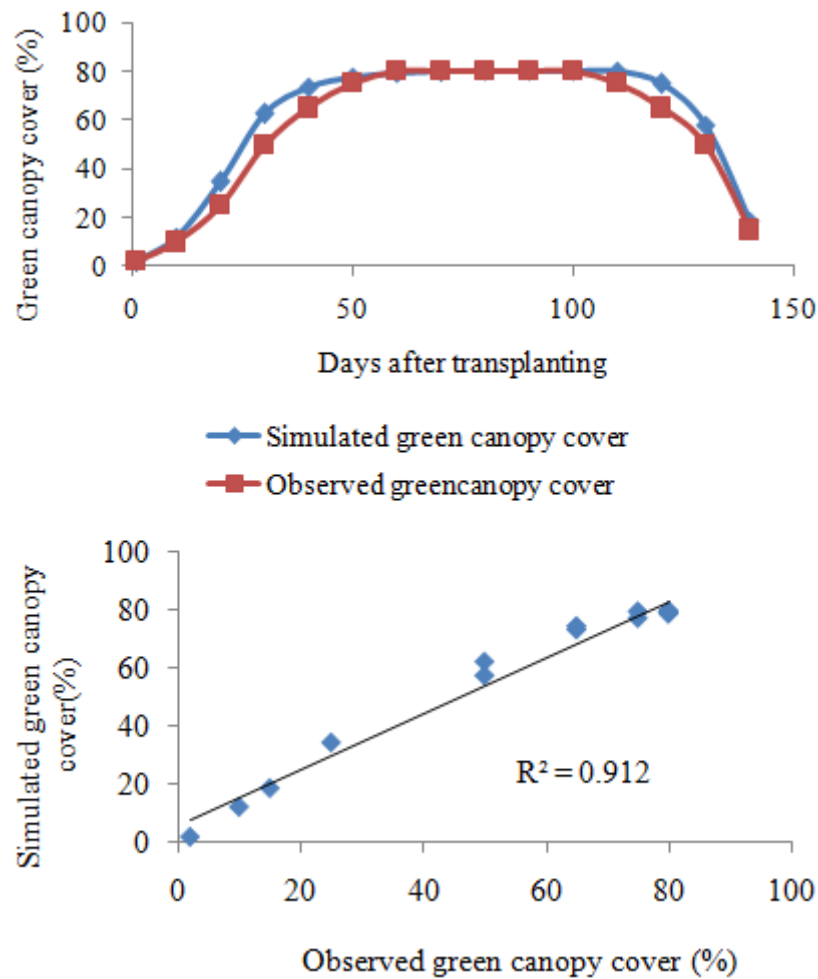 Green canopy cover (%)
100
80
60
40
20
0
0 50 100 150
Days after transplanting
Simulated green canopy cover
Observed greencanopy cover
Simulated green canopy
cover(%)
100
80
60
40
20
0
R² = 0.912
0 20 40 60 80 100
Observed green canopy cover (%)